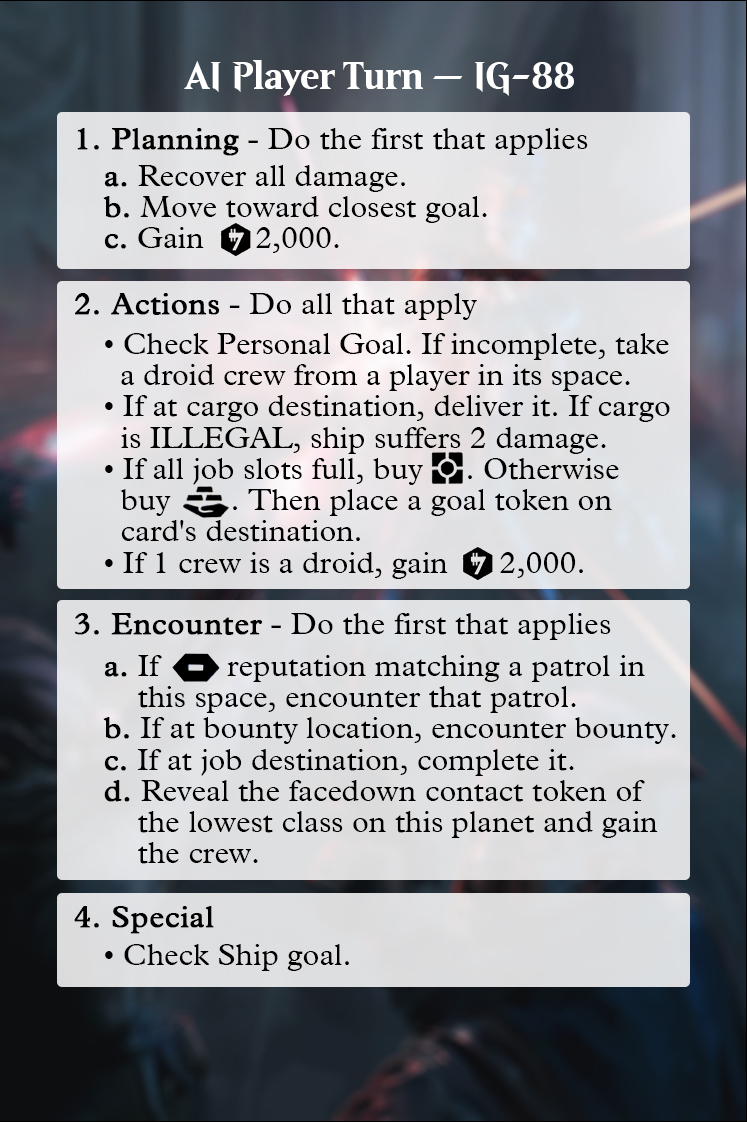 AI Player Turn — IG-88
1. Planning - Do the first that applies
a. Recover all damage.
b. Move toward closest goal.
c. Gain 2,000.
2. Actions - Do all that apply
• Check Personal Goal. If incomplete, take
a droid crew from a player in its space.
• If at cargo destination, deliver it. If cargo
is ILLEGAL, ship suffers 2 damage.
• If all job slots full, buy . Otherwise
buy . Then place a goal token on
card's destination.
• If 1 crew is a droid, gain 2,000.
3. Encounter - Do the first that applies
a. If reputation matching a patrol in
this space, encounter that patrol.
b. If at bounty location, encounter bounty.
c. If at job destination, complete it.
d. Reveal the facedown contact token of
the lowest class on this planet and gain
the crew.
4. Special
• Check Ship goal.